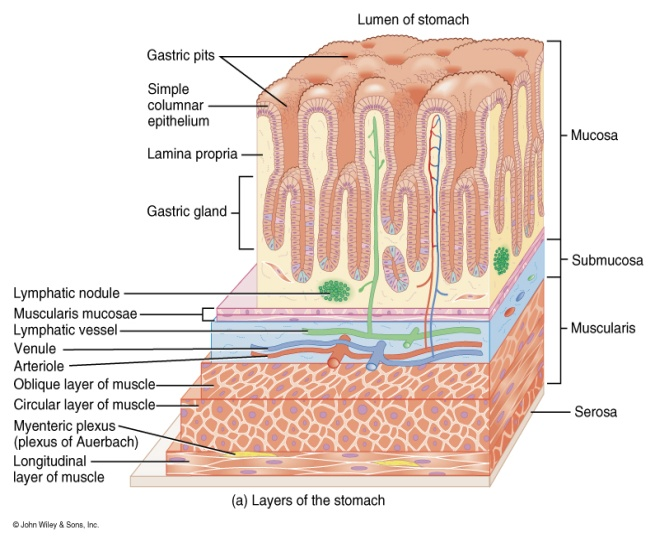 Lumen of stomach
Gastric pits
Simple
columnar
epithelium
Lamina propria
Gastric gland
Lymphatic nodule
Muscularis mucosae
Lymphatic vessel
Venule
Arteriole
Oblique layer of muscle
Circular layer of muscle
Myenteric plexus
(plexus of Auerbach)
Longitudinal
layer of muscle
Mucosa
Submucosa
Muscularis
Serosa
(a) Layers of the stomach
© John Wiley & Sons, Inc.